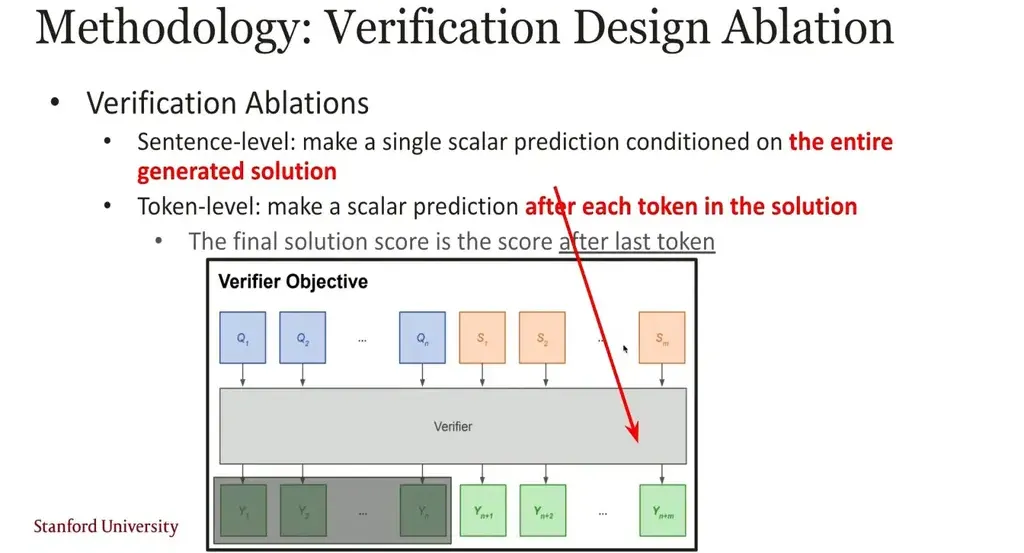 Methodology: Verification Design Ablation
• Verification Ablations
• Sentence-level: make a single scalar prediction conditioned on the entire
generated solution
• Token-level: make a scalar prediction after each token in the solution
• The final solution score is the score after last token
Verifier Objective
Q1 Q2 ... Qn S1 S2 ... Sm
Verifier
Y1 Y2 ... Yn Yn+1 Yn+2 ... Yn+m
Stanford University